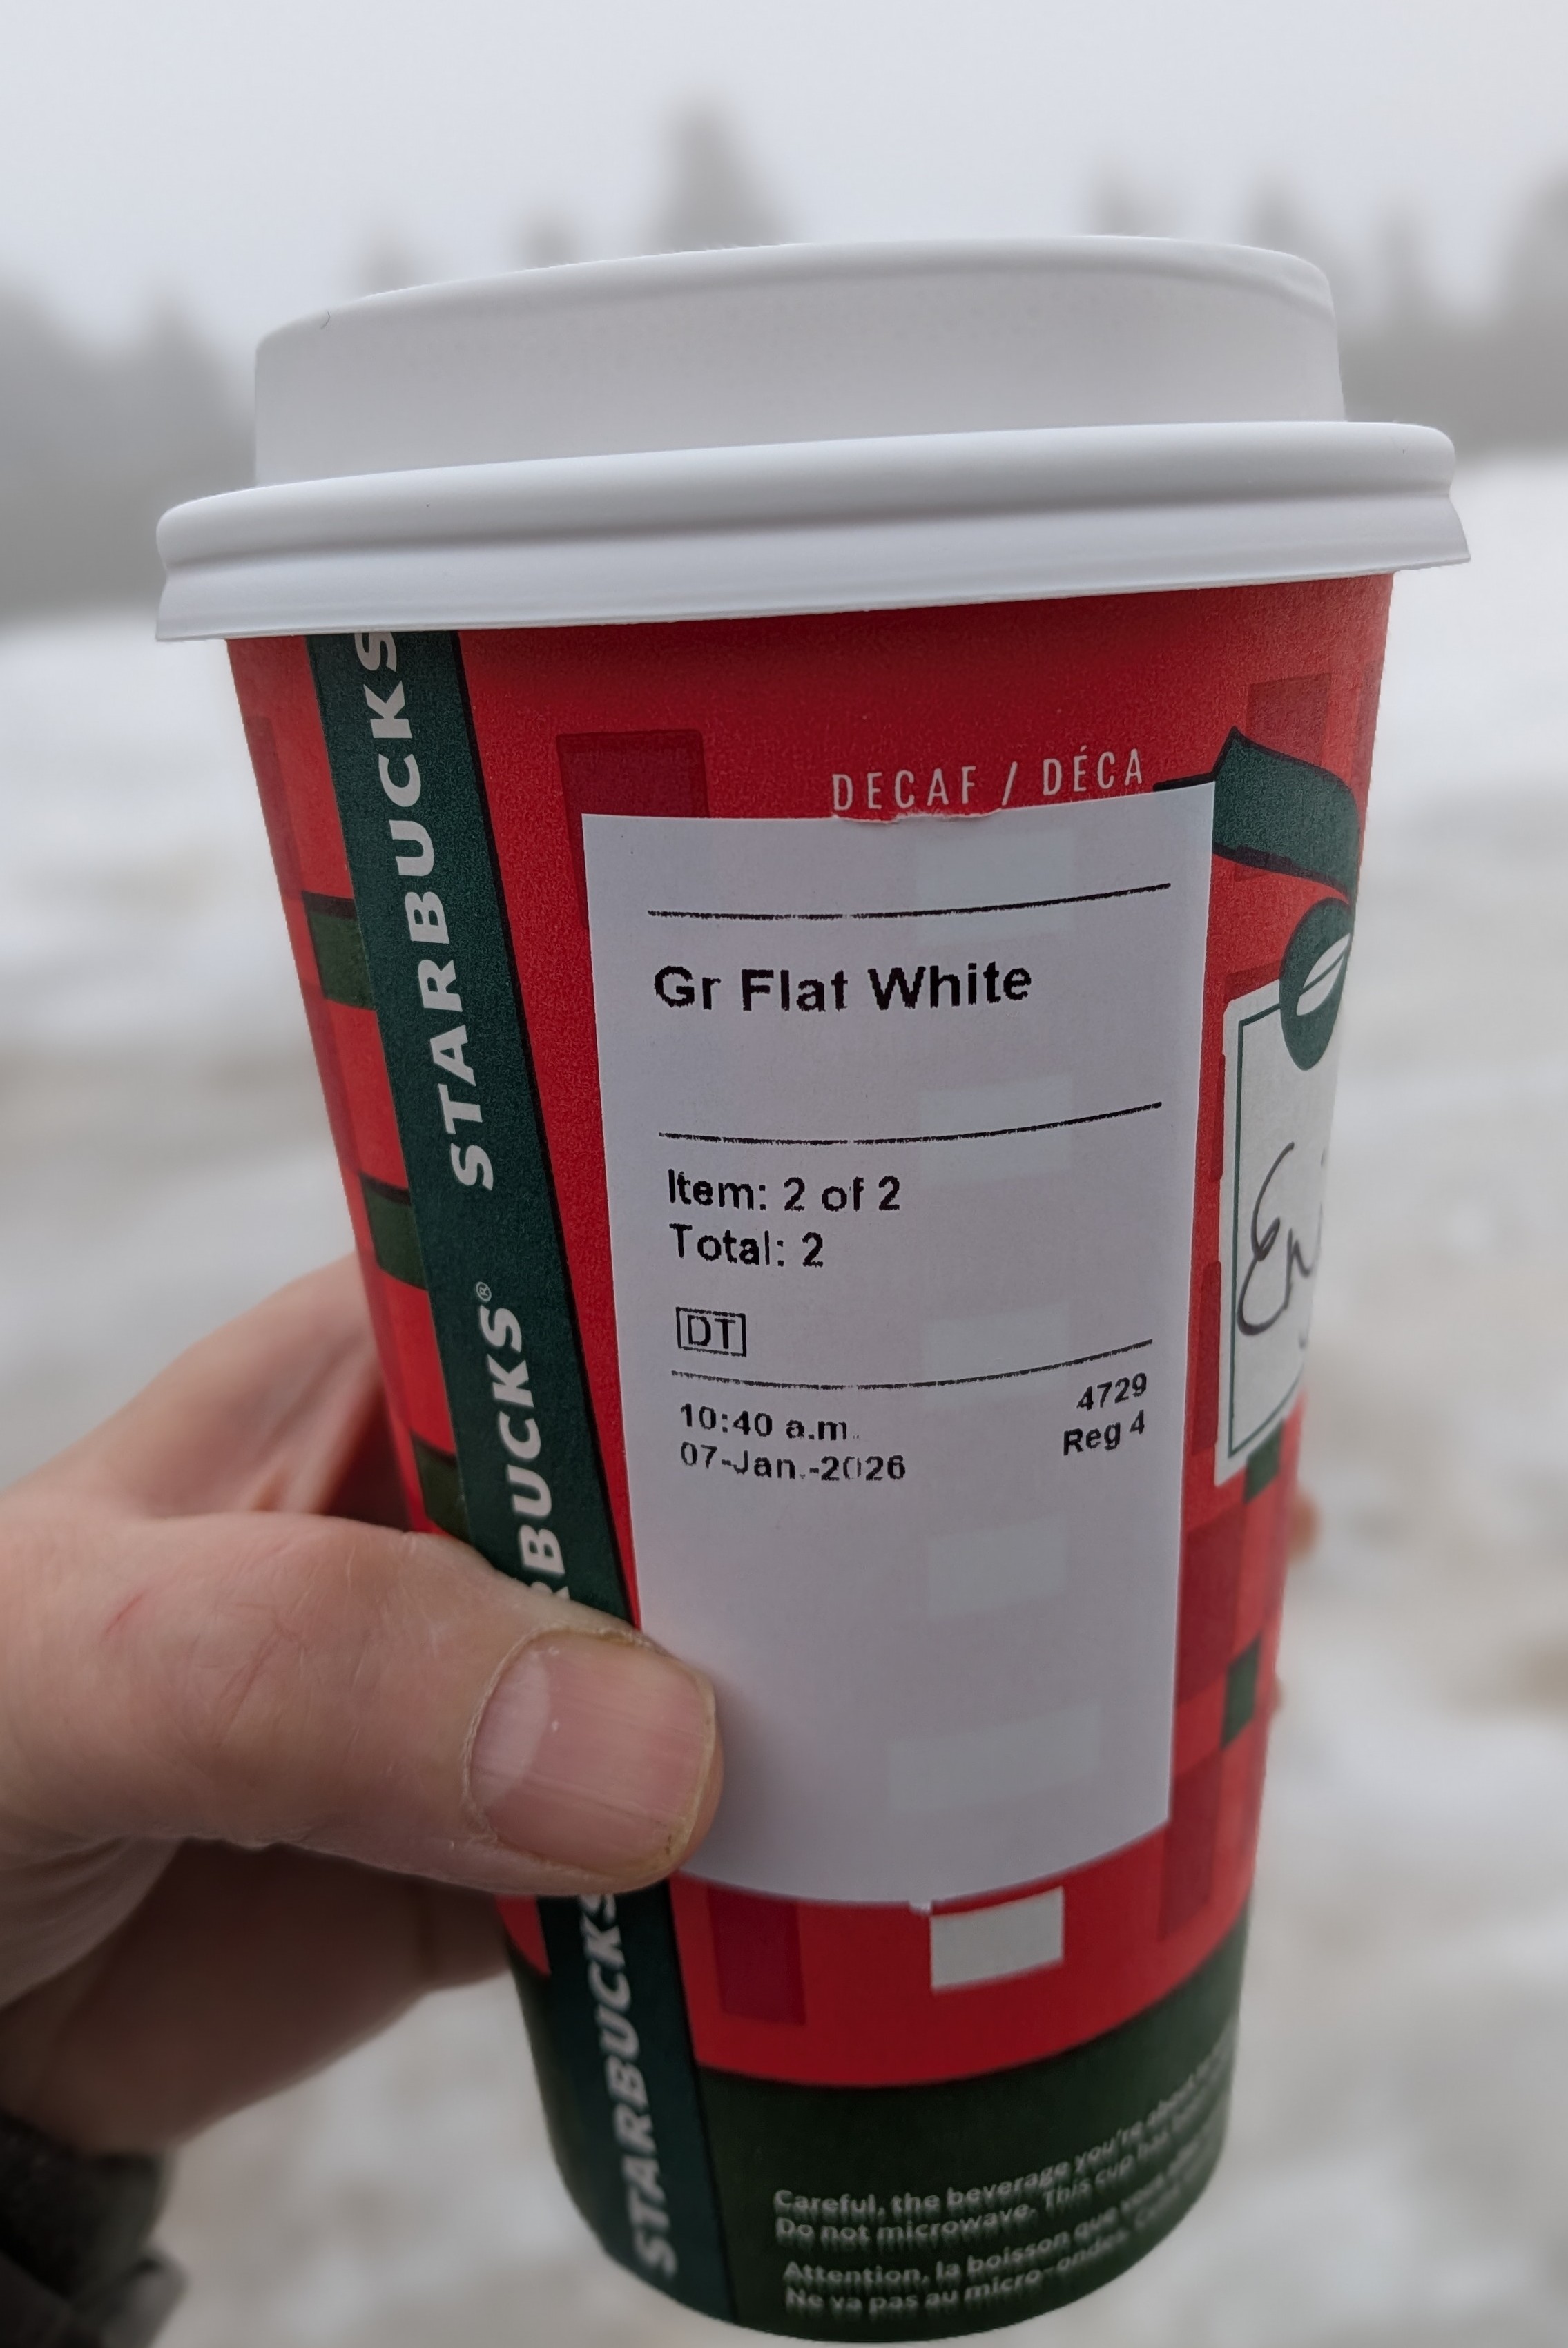 STARBUCKS
STARBUCKS®
STARBUCKS
DECAF / DÉCA
Gr Flat White
Item: 2 of 2
Total: 2
DT
10:40 a.m.
07-Jan.-2026
4729
Reg 4
Careful, the beverage you're about
Do not microwave. This cup has
Attention, la boisson que vous
Ne va pas au micro-ondes.